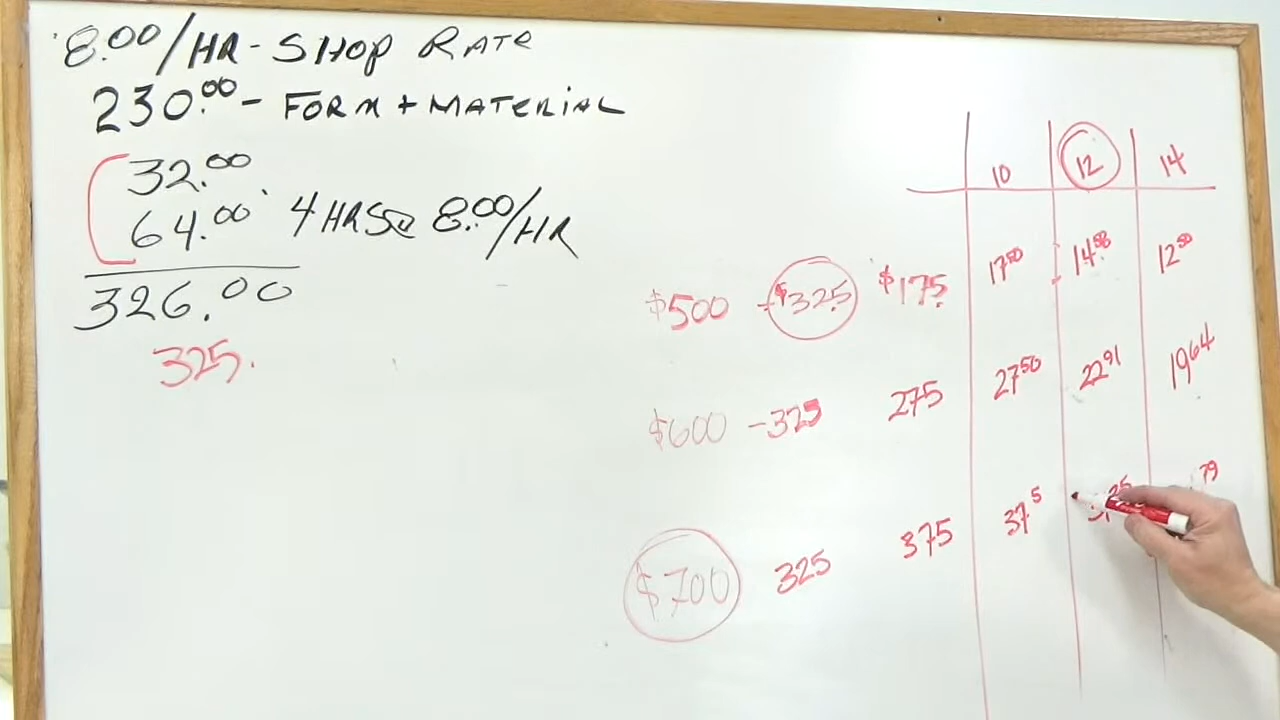 8.00/HR - SHOP RATE
230.00 - FORM + MATERIAL
32.00
64.00 4 HRS @ 8.00/HR
326.00
325.
10 12 14
$500 - $325 $175 17 50 14.58 12 50
$600 - 325 275 27 50 22 91 19 64
$700 325 375 37 5 25 79